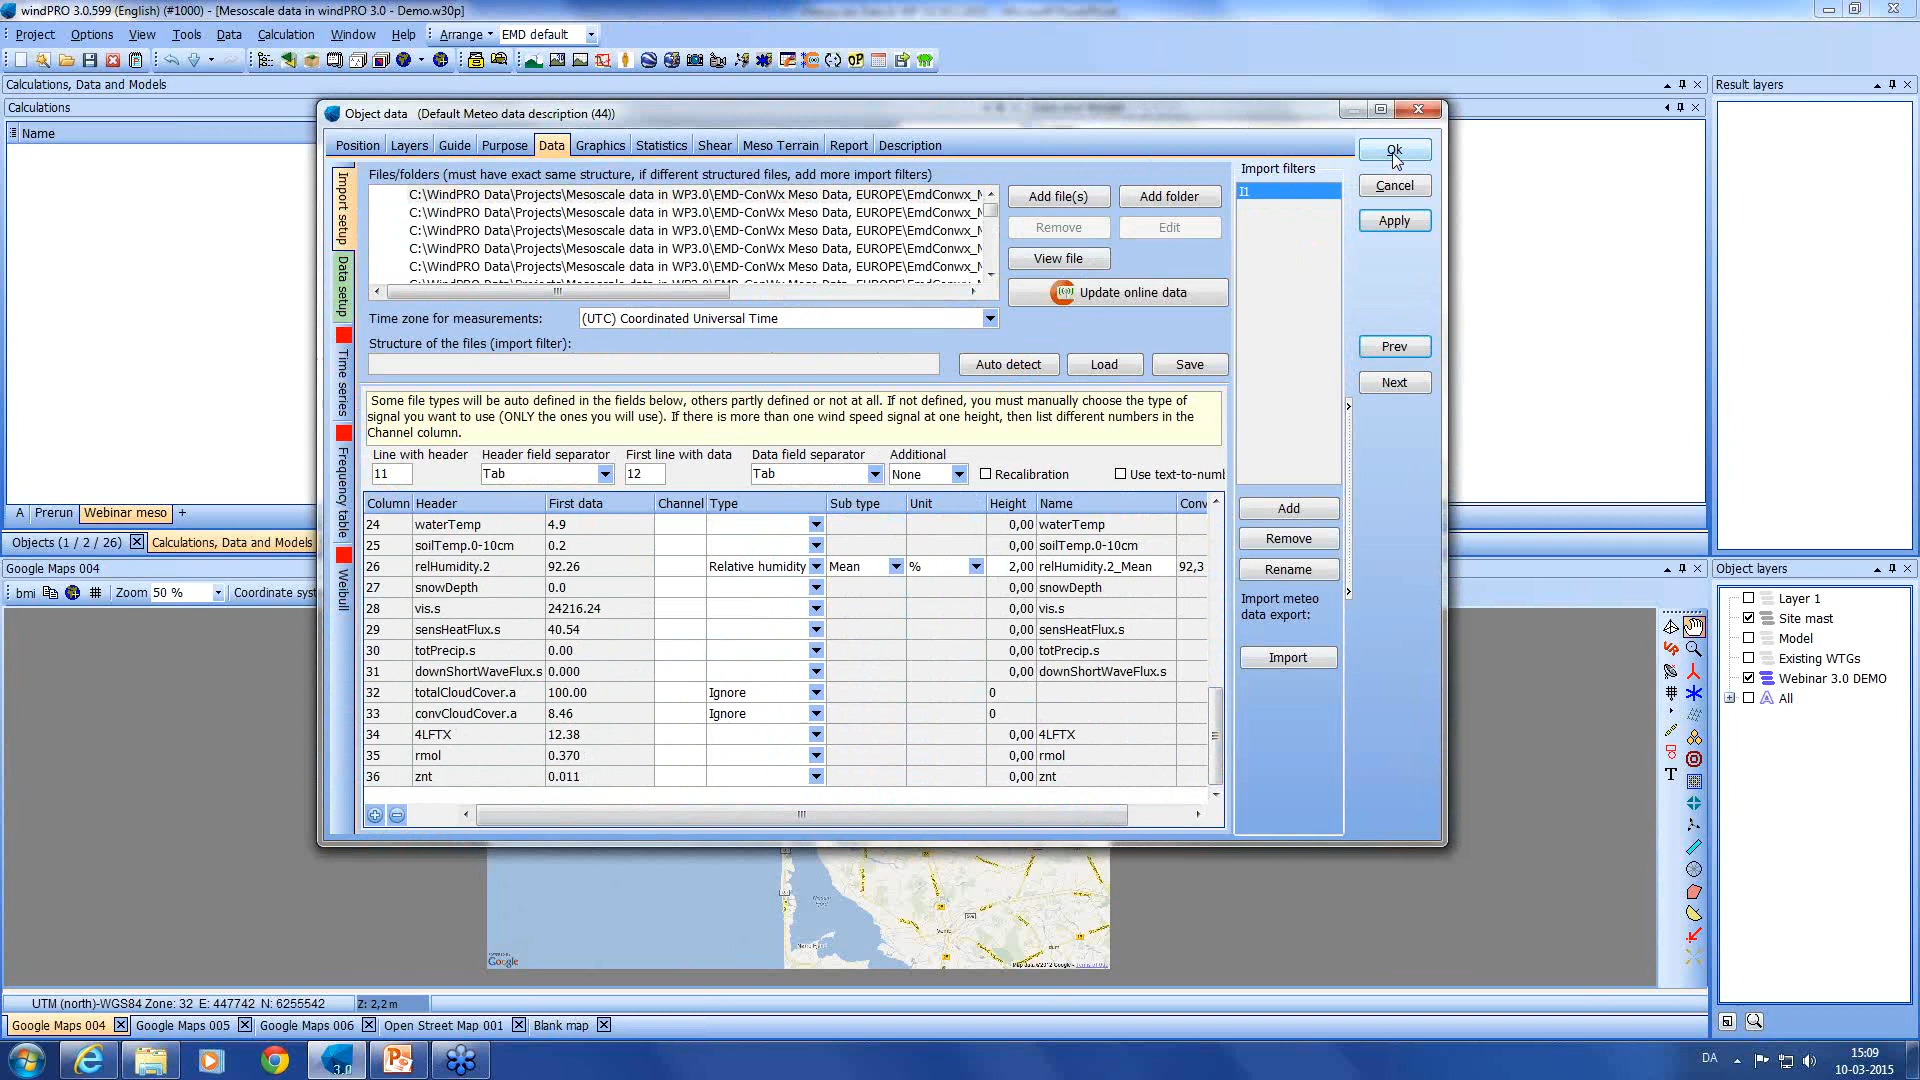 windPRO 3.0.599 (English) (#1000) - [Mesoscale data in windPRO 3.0 - Demo.w30p]
Project Options View Tools Data Calculation Window Help Arrange EMD default
Calculations, Data and Models
Result layers
Calculations
Name
Object data (Default Meteo data description (44))
Position Layers Guide Purpose Data Graphics Statistics Shear Meso Terrain Report Description
Ok
Cancel
Apply
Prev
Next
Import setup
Data setup
Time series
Frequency table
Weibull
Files/folders (must have exact same structure, if different structured files, add more import filters)
C:\WindPRO Data\Projects\Mesoscale data in WP3.0\EMD-ConWx Meso Data, EUROPE\EmdConwx_N
C:\WindPRO Data\Projects\Mesoscale data in WP3.0\EMD-ConWx Meso Data, EUROPE\EmdConwx_N
C:\WindPRO Data\Projects\Mesoscale data in WP3.0\EMD-ConWx Meso Data, EUROPE\EmdConwx_N
C:\WindPRO Data\Projects\Mesoscale data in WP3.0\EMD-ConWx Meso Data, EUROPE\EmdConwx_N
C:\WindPRO Data\Projects\Mesoscale data in WP3.0\EMD-ConWx Meso Data, EUROPE\EmdConwx_N
Add file(s) Add folder
Remove Edit
View file
Update online data
Import filters
I1
Time zone for measurements: (UTC) Coordinated Universal Time
Structure of the files (import filter):
Auto detect Load Save
Some file types will be auto defined in the fields below, others partly defined or not at all. If not defined, you must manually choose the type of
signal you want to use (ONLY the ones you will use). If there is more than one wind speed signal at one height, then list different numbers in the
Channel column.
Line with header Header field separator First line with data Data field separator Additional
11 Tab 12 Tab None Recalibration Use text-to-numb
Column Header First data Channel Type Sub type Unit Height Name Conv
24 waterTemp 4.9 0,00 waterTemp
25 soilTemp.0-10cm 0.2 0,00 soilTemp.0-10cm
26 relHumidity.2 92.26 Relative humidity Mean % 2,00 relHumidity.2_Mean 92,3
27 snowDepth 0.0 0,00 snowDepth
28 vis.s 24216.24 0,00 vis.s
29 sensHeatFlux.s 40.54 0,00 sensHeatFlux.s
30 totPrecip.s 0.00 0,00 totPrecip.s
31 downShortWaveFlux.s 0.000 0,00 downShortWaveFlux.s
32 totalCloudCover.a 100.00 Ignore 0
33 convCloudCover.a 8.46 Ignore 0
34 4LFTX 12.38 0,00 4LFTX
35 rmol 0.370 0,00 rmol
36 znt 0.011 0,00 znt
Add
Remove
Rename
Import meteo
data export:
Import
A Prerun Webinar meso +
Objects (1 / 2 / 26) Calculations, Data and Models
Google Maps 004
bmi Zoom 50 % Coordinate syst
Object layers
Layer 1
Site mast
Model
Existing WTGs
Webinar 3.0 DEMO
A All
T
Google
UTM (north)-WGS84 Zone: 32 E: 447742 N: 6255542 Z: 2,2 m
Google Maps 004 Google Maps 005 Google Maps 006 Open Street Map 001 Blank map
3.0
DA
15:09
10-03-2015